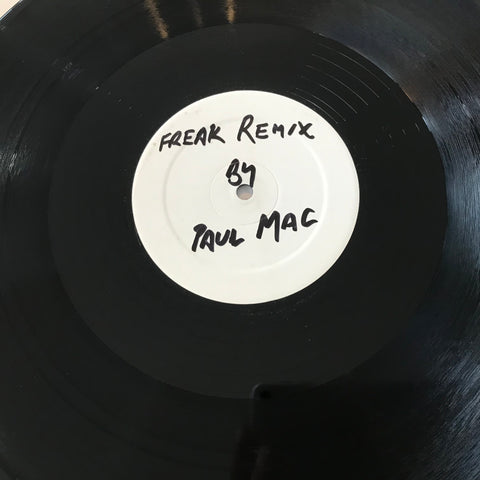 FREAK REMIX
BY
PAUL MAC